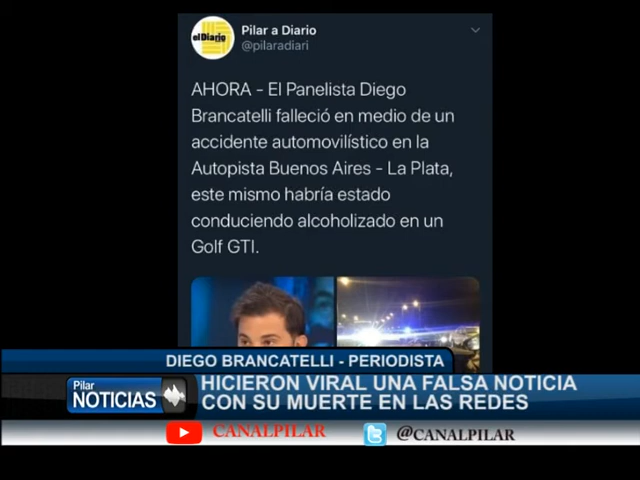 elDiario
Pilar a Diario
@pilaradiari
AHORA - El Panelista Diego
Brancatelli falleció en medio de un
accidente automovilístico en la
Autopista Buenos Aires - La Plata,
este mismo habría estado
conduciendo alcoholizado en un
Golf GTI.
DIEGO BRANCATELLI - PERIODISTA
Pilar
NOTICIAS
HICIERON VIRAL UNA FALSA NOTICIA
CON SU MUERTE EN LAS REDES
CANALPILAR
@CANALPILAR